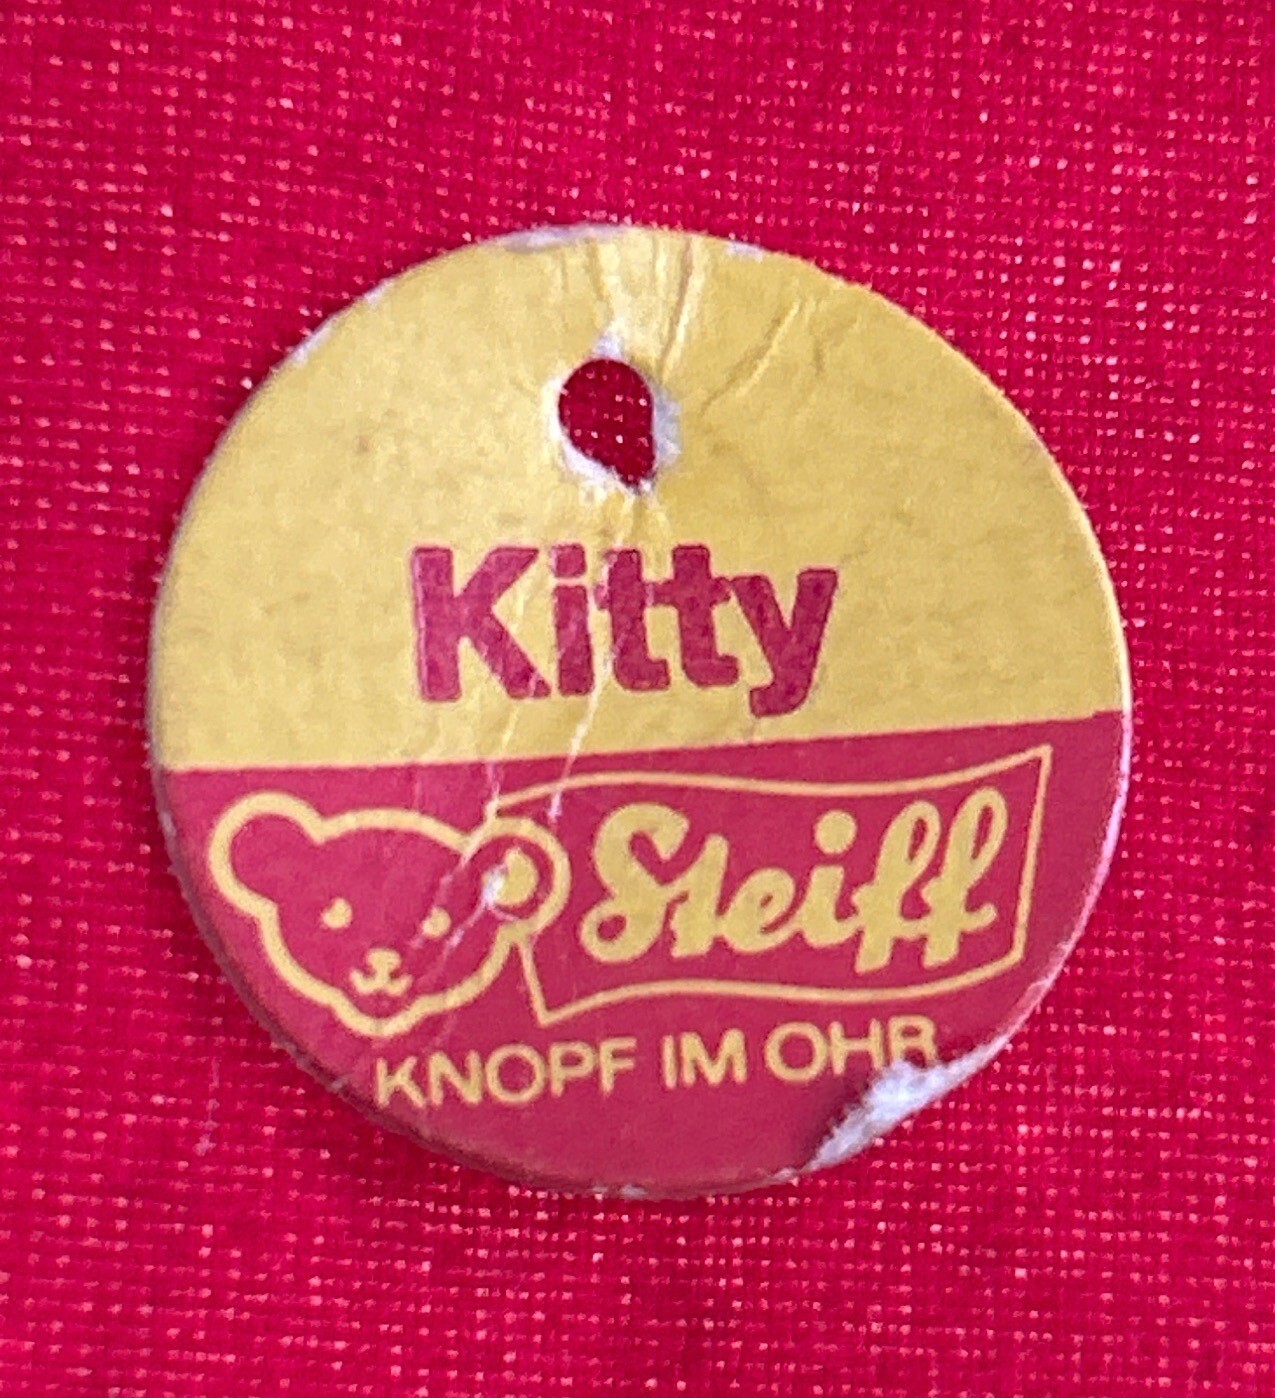 Kitty
Steiff
KNOPF IM OHR